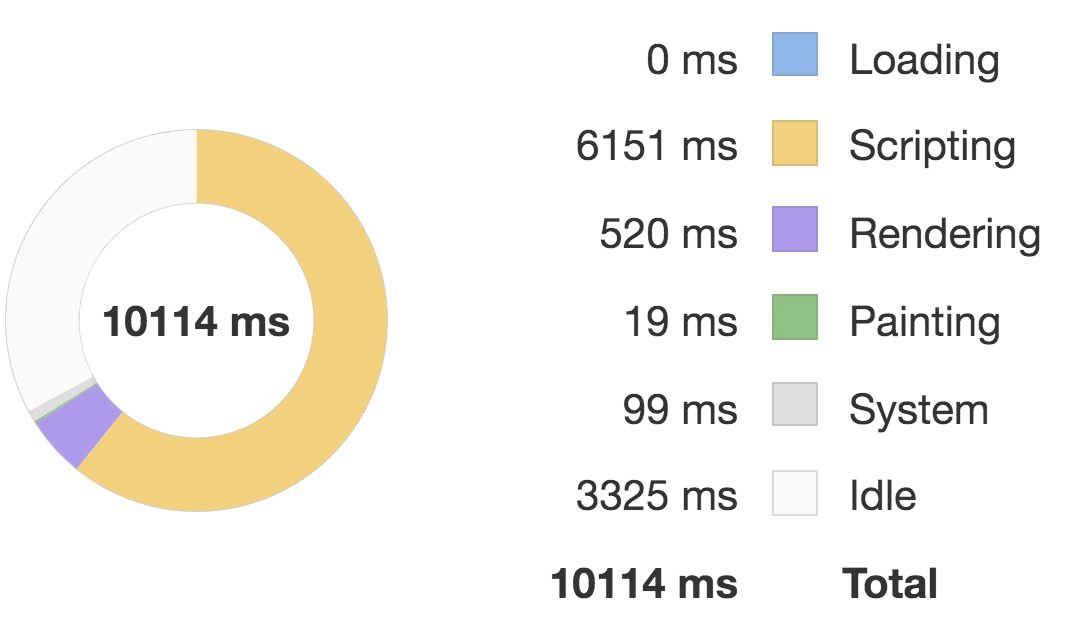 0 ms Loading
6151 ms Scripting
520 ms Rendering
10114 ms
19 ms Painting
99 ms System
3325 ms Idle
10114 ms Total